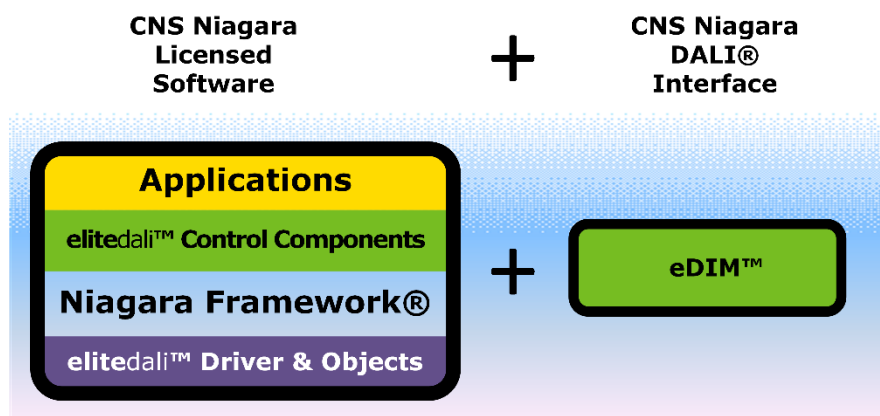 CNS Niagara
Licensed
Software
+
CNS Niagara
DALI®
Interface
Applications
elitedali™ Control Components
Niagara Framework®
elitedali™ Driver & Objects
+
eDIM™